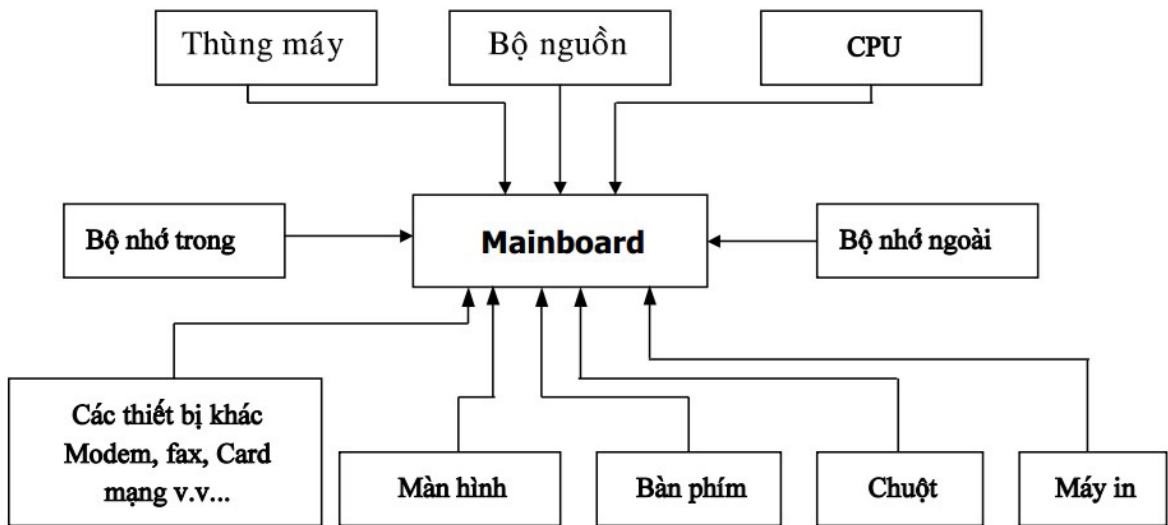 Thùng máy
Bộ nguồn
CPU
Bộ nhớ trong
Mainboard
Bộ nhớ ngoài
Các thiết bị khác
Modem, fax, Card
mạng v.v...
Màn hình
Bàn phím
Chuột
Máy in